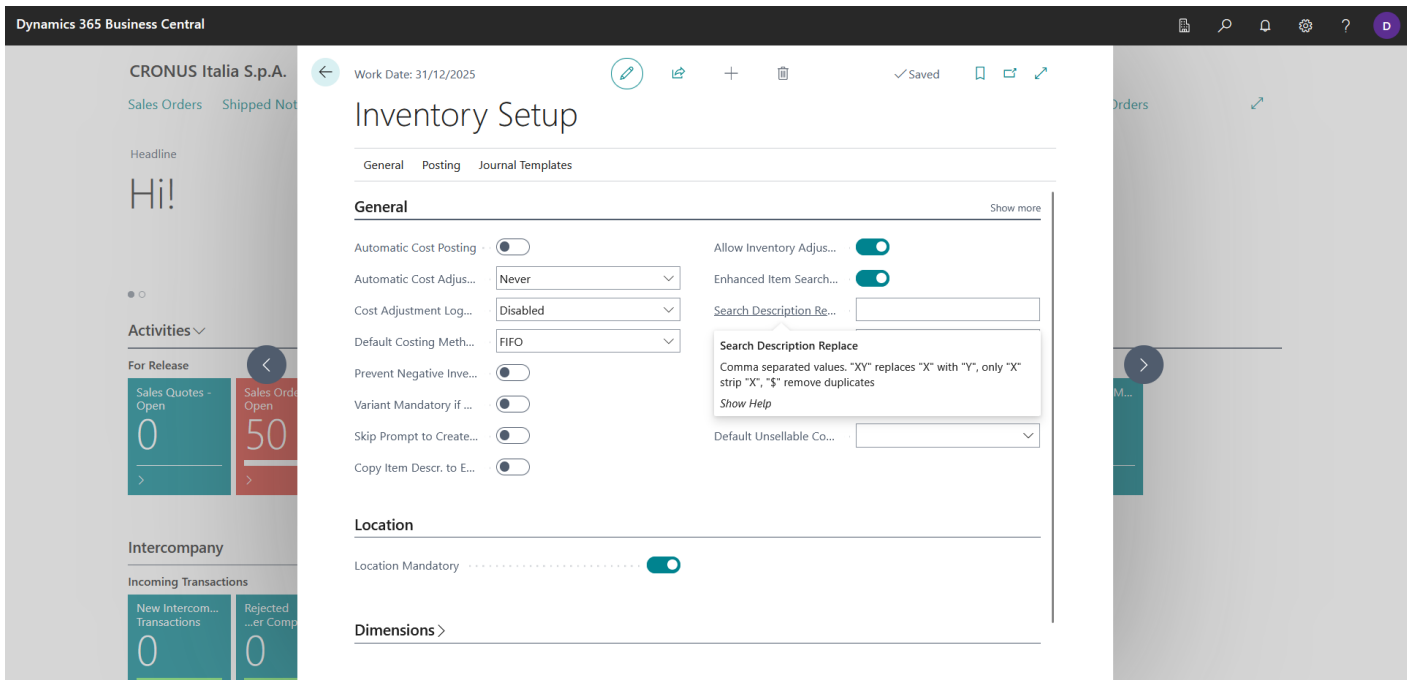 Dynamics 365 Business Central
D
CRONUS Italia S.p.A.
Sales Orders Shipped Not
Orders
Headline
Hi!
Activities
For Release
Sales Quotes -
Open
0
Sales Orde
Open
50
M...
Intercompany
Incoming Transactions
New Intercom...
Transactions
0
Rejected
...er Comp
0
Work Date: 31/12/2025
Saved
Inventory Setup
General Posting Journal Templates
General
Show more
Automatic Cost Posting
Automatic Cost Adjus... Never
Cost Adjustment Log... Disabled
Default Costing Meth... FIFO
Prevent Negative Inve...
Variant Mandatory if ...
Skip Prompt to Create...
Copy Item Descr. to E...
Allow Inventory Adjus...
Enhanced Item Search...
Search Description Re...
Search Description Replace
Comma separated values. "XY" replaces "X" with "Y", only "X"
strip "X", "$" remove duplicates
Show Help
Default Unsellable Co...
Location
Location Mandatory
Dimensions